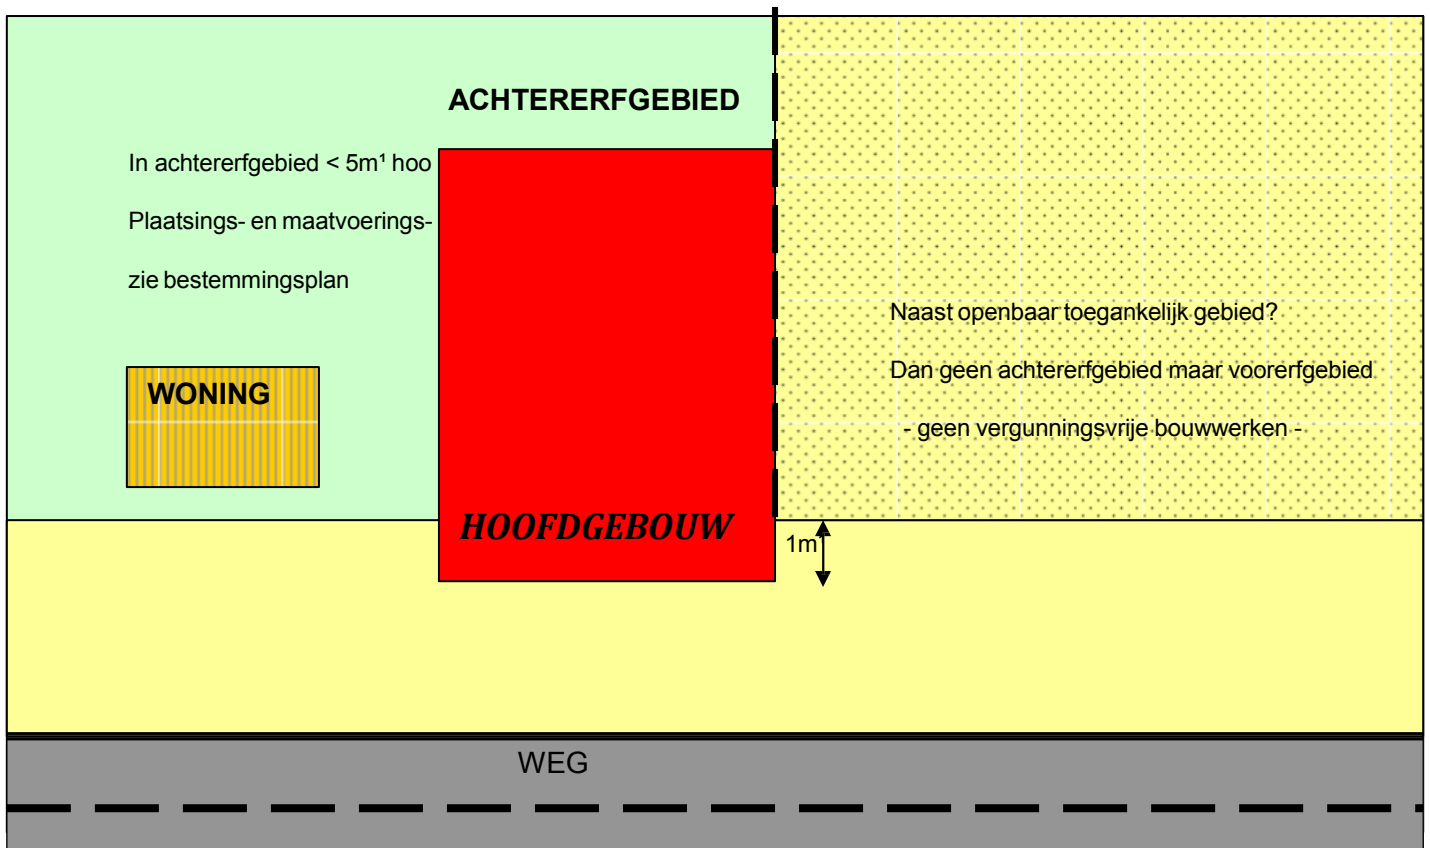 ACHTERERFGEBIED
In achtererfgebied < 5m¹ hoo
Plaatsings- en maatvoerings-
zie bestemmingsplan
WONING
Naast openbaar toegankelijk gebied?
Dan geen achtererfgebied maar voorerfgebied
- geen vergunningsvrije bouwwerken -
HOOFDGEBOUW
1m¹
WEG